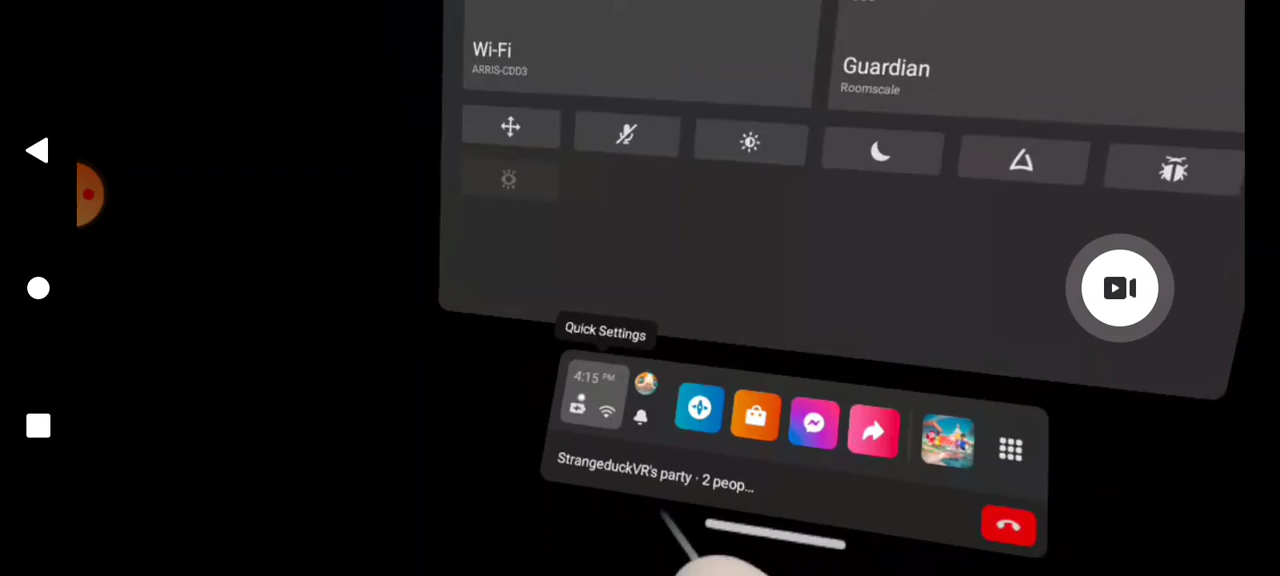 Wi-Fi
ARRIS-CDD3
Guardian
Roomscale
Quick Settings
4:15 PM
StrangeduckVR's party · 2 peop...